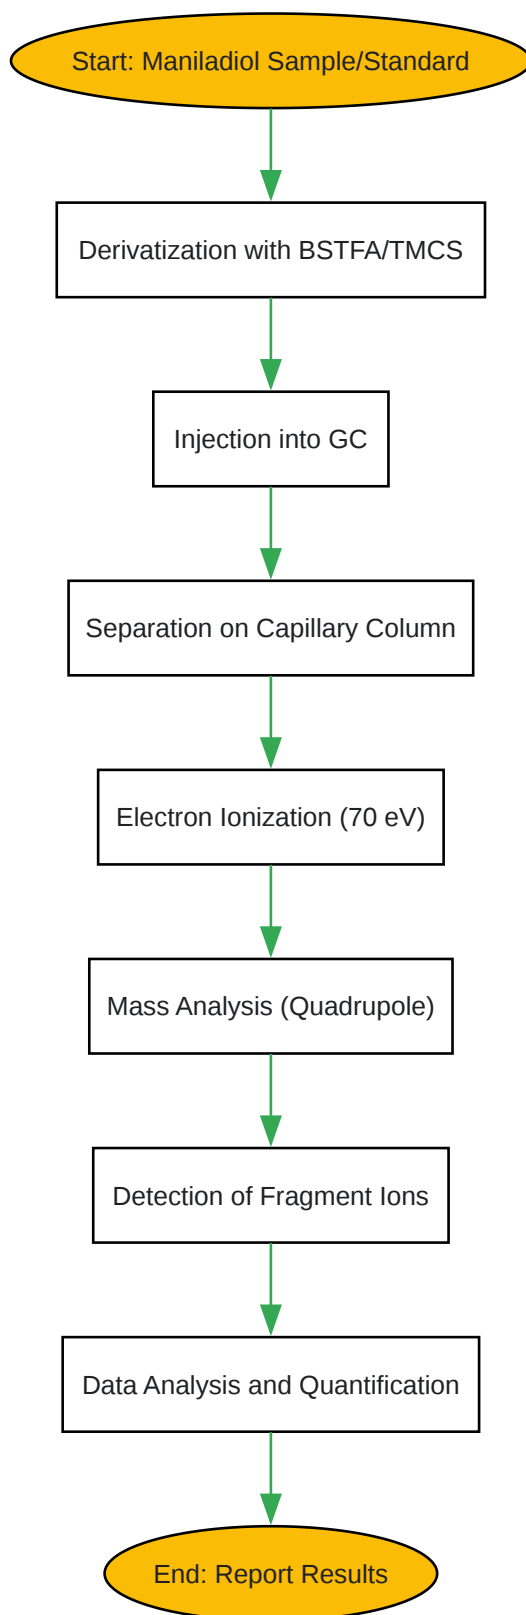 Start: Maniladiol Sample/Standard
Derivatization with BSTFA/TMCS
Injection into GC
Separation on Capillary Column
Electron Ionization (70 eV)
Mass Analysis (Quadrupole)
Detection of Fragment Ions
Data Analysis and Quantification
End: Report Results